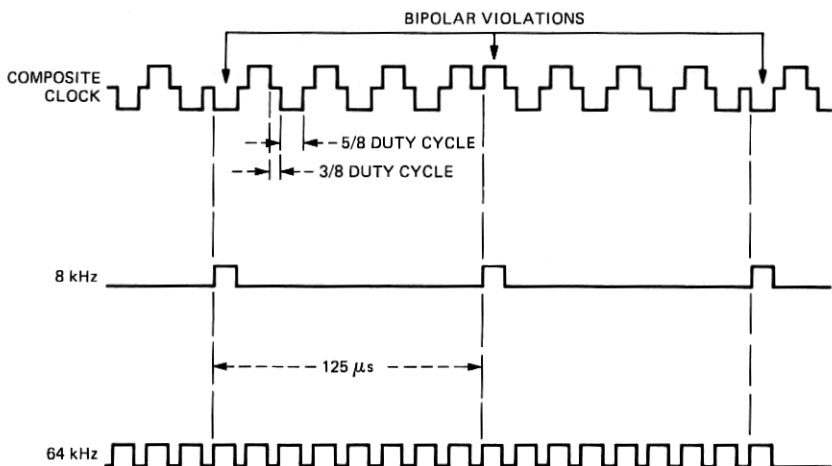 BIPOLAR VIOLATIONS
COMPOSITE
CLOCK
5/8 DUTY CYCLE
3/8 DUTY CYCLE
8 kHz
125 μs
64 kHz